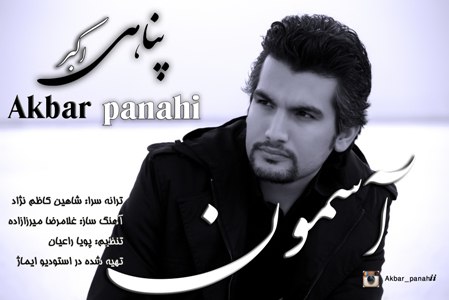 اکبر پناهی
Akbar panahi
آسمون
ترانه سرا: شاهین کاظم نژاد
آهنگ ساز: غلامرضا میرزازاده
تنظیم: پویا راعیان
تهیه شده در استودیو ایماژ
Akbar_panahii